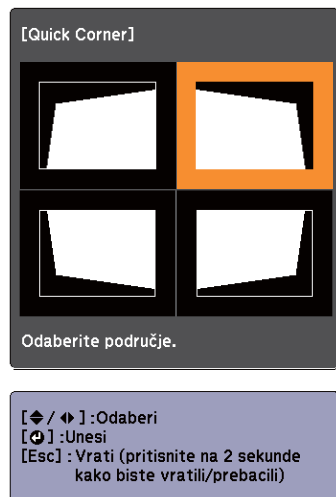 [Quick Corner]
Odaberite područje.
[◆/◆] :Odaberi
[⏎] :Unesi
[Esc] : Vrati (pritisnite na 2 sekunde
kako biste vratili/prebacili)